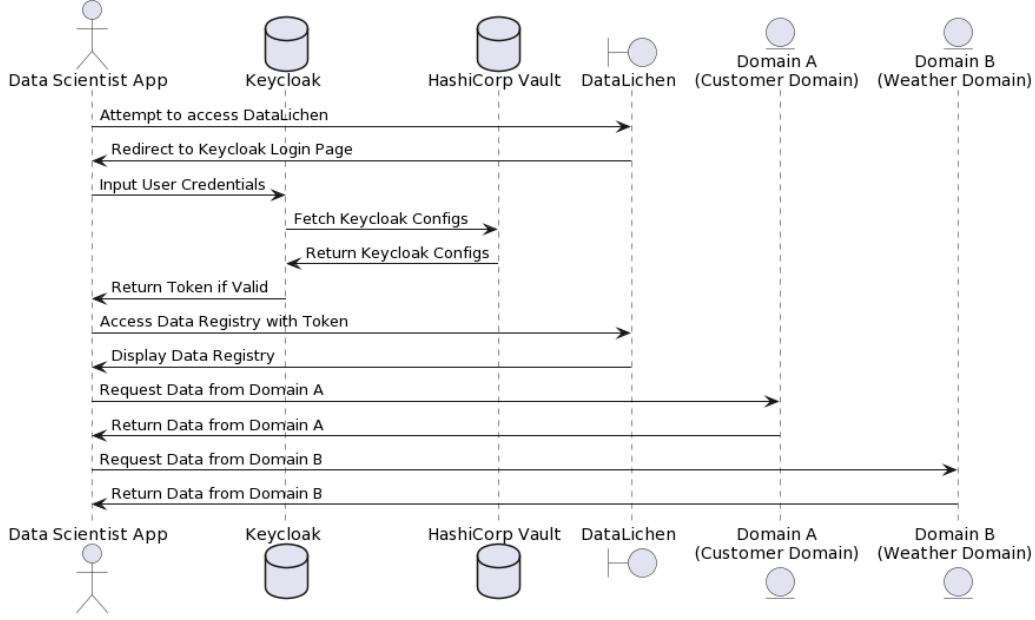 Data Scientist App
Keycloak
HashiCorp Vault
DataLichen
Domain A
(Customer Domain)
Domain B
(Weather Domain)
Attempt to access DataLichen
Redirect to Keycloak Login Page
Input User Credentials
Fetch Keycloak Configs
Return Keycloak Configs
Return Token if Valid
Access Data Registry with Token
Display Data Registry
Request Data from Domain A
Return Data from Domain A
Request Data from Domain B
Return Data from Domain B
Data Scientist App
Keycloak
HashiCorp Vault
DataLichen
Domain A
(Customer Domain)
Domain B
(Weather Domain)